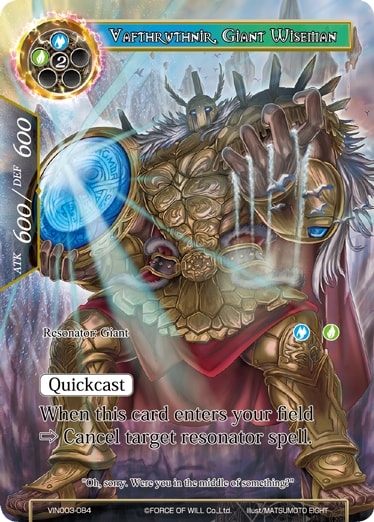 Vafthrwthnir, Giant Wiseman
2
ATK 600 / DEF 600
Resonator: Giant
Quickcast
When this card enters your field
⇨ Cancel target resonator spell.
"Oh, sorry. Were you in the middle of something?"
VIN003-084 ©FORCE OF WILL Co.,Ltd. Illust/MATSUMOTO EIGHT